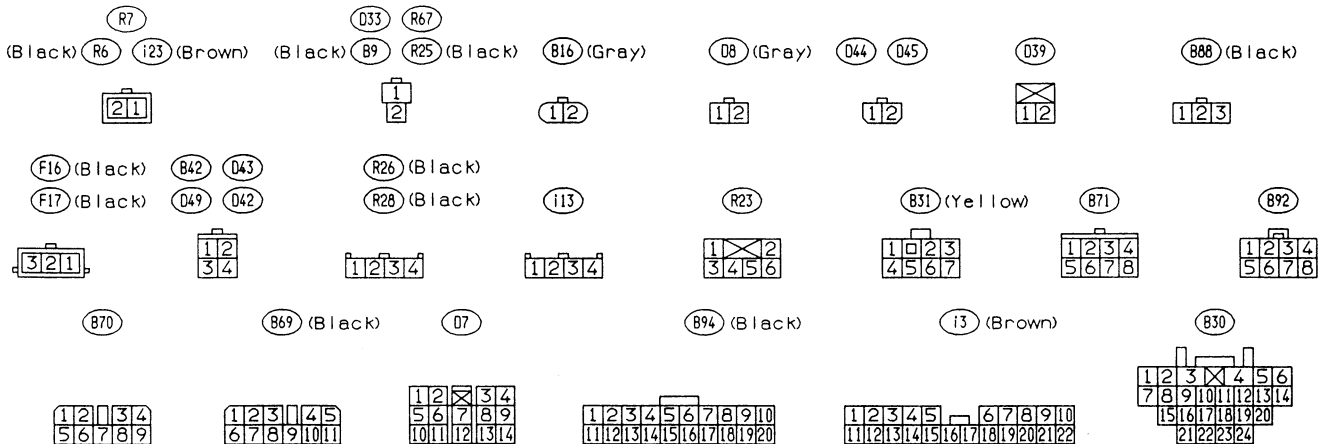 R7 D33 R67
(Black) R6 i23 (Brown) (Black) B9 R25 (Black) B16 (Gray) D8 (Gray) D44 D45 D39 B88 (Black)
2 1
1
2
1 2
1 2
1 2
1 2
1 2 3
F16 (Black) B42 D43 R26 (Black)
F17 (Black) D49 D42 R28 (Black) i13 R23 B31 (Yellow) B71 B92
3 2 1
1 2
3 4
1 2 3 4
1 2 3 4
1 2
3 4 5 6
1 2 3
4 5 6 7
1 2 3 4
5 6 7 8
1 2 3 4
5 6 7 8
B70 B69 (Black) D7 B94 (Black) i3 (Brown) B30
1 2 3 4
5 6 7 8 9
1 2 3 4 5
6 7 8 9 10 11
1 2 3 4
5 6 7 8 9
10 11 12 13 14
1 2 3 4 5 6 7 8 9 10
11 12 13 14 15 16 17 18 19 20
1 2 3 4 5 6 7 8 9 10
11 12 13 14 15 16 17 18 19 20 21 22
1 2 3 4 5 6
7 8 9 10 11 12 13 14
15 16 17 18 19 20
21 22 23 24